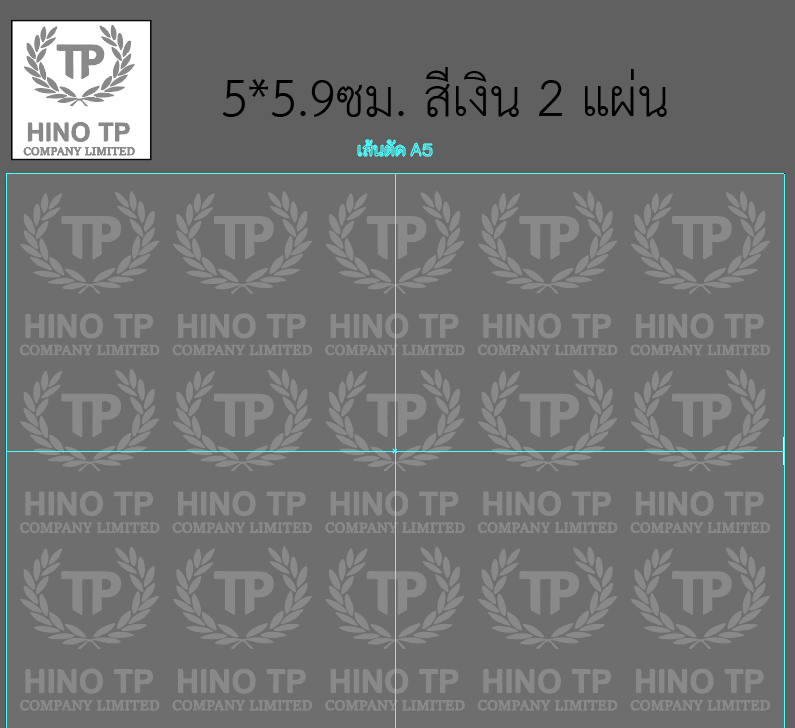 TP
HINO TP
COMPANY LIMITED
5*5.9ซม. สีเงิน 2 แผ่น
เส้นตัด A5
TP TP TP TP TP
HINO TP HINO TP HINO TP HINO TP HINO TP
COMPANY LIMITED COMPANY LIMITED COMPANY LIMITED COMPANY LIMITED COMPANY LIMITED
TP TP TP TP TP
HINO TP HINO TP HINO TP HINO TP HINO TP
COMPANY LIMITED COMPANY LIMITED COMPANY LIMITED COMPANY LIMITED COMPANY LIMITED
TP TP TP TP TP
HINO TP HINO TP HINO TP HINO TP HINO TP
COMPANY LIMITED COMPANY LIMITED COMPANY LIMITED COMPANY LIMITED COMPANY LIMITED